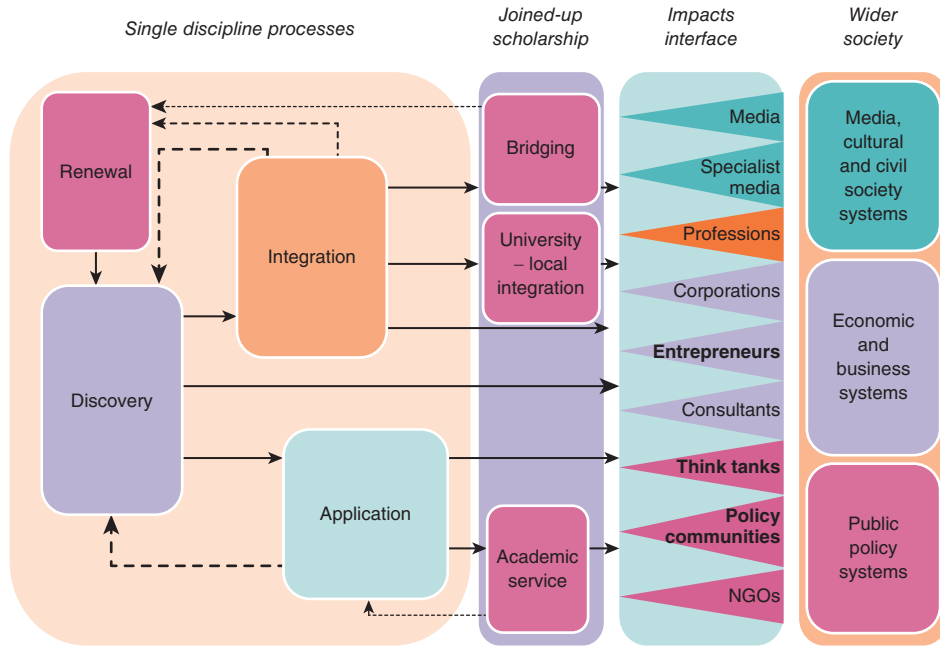 Single discipline processes
Joined-up
scholarship
Impacts
interface
Wider
society
Renewal
Integration
Discovery
Application
Bridging
University
– local
integration
Academic
service
Media
Specialist
media
Professions
Corporations
Entrepreneurs
Consultants
Think tanks
Policy
communities
NGOs
Media,
cultural
and civil
society
systems
Economic
and
business
systems
Public
policy
systems